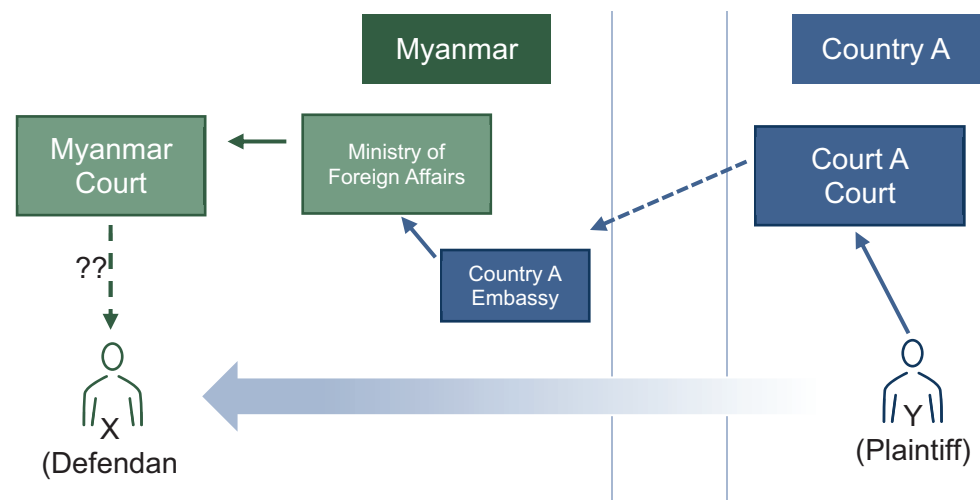 Myanmar
Country A
Myanmar
Court
Ministry of
Foreign Affairs
Court A
Court
Country A
Embassy
??
X
(Defendan
Y
(Plaintiff)